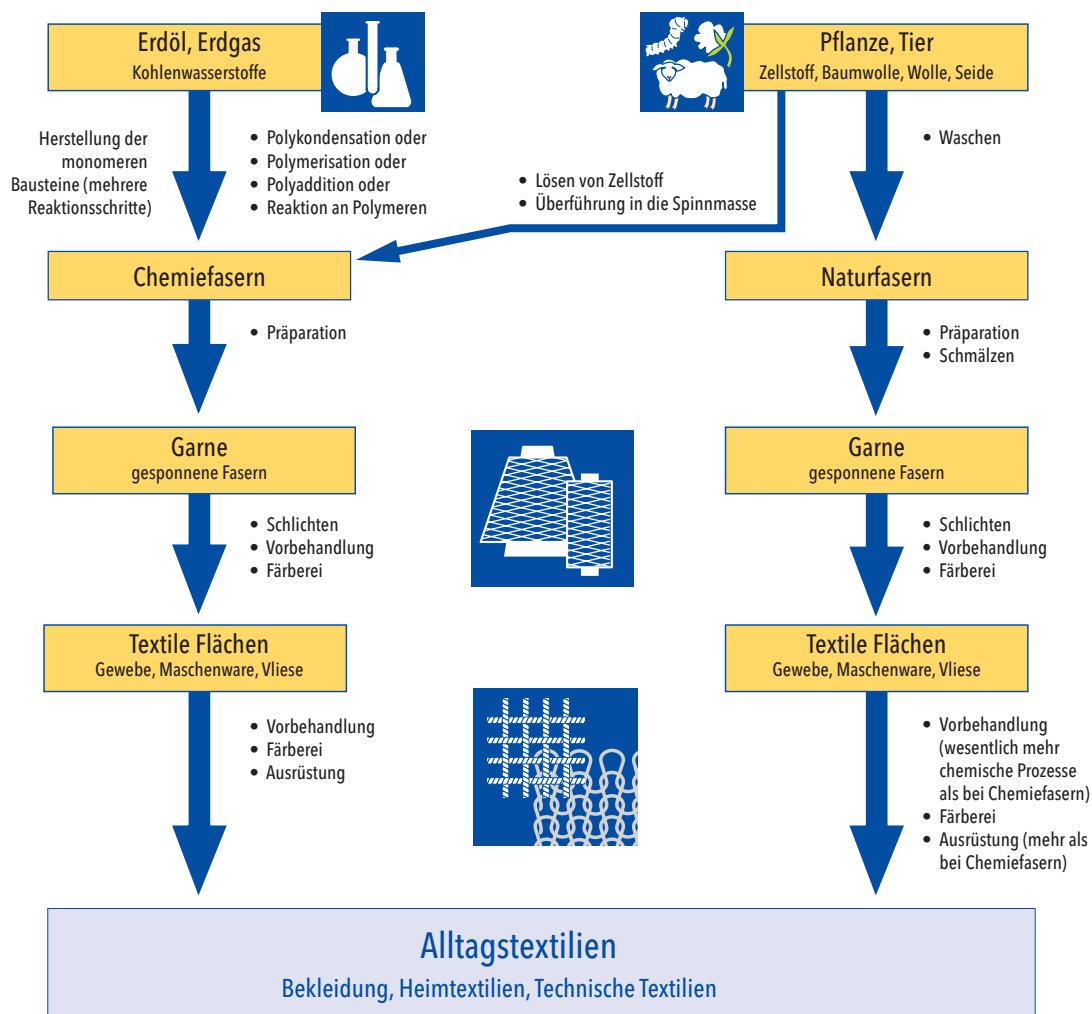 Erdöl, Erdgas
Kohlenwasserstoffe
Pflanze, Tier
Zellstoff, Baumwolle, Wolle, Seide
Herstellung der
monomeren
Bausteine (mehrere
Reaktionsschritte)
• Polykondensation oder
• Polymerisation oder
• Polyaddition oder
• Reaktion an Polymeren
• Lösen von Zellstoff
• Überführung in die Spinnmasse
• Waschen
Chemiefasern
Naturfasern
• Präparation
• Präparation
• Schmälzen
Garne
gesponnene Fasern
Garne
gesponnene Fasern
• Schlichten
• Vorbehandlung
• Färberei
• Schlichten
• Vorbehandlung
• Färberei
Textile Flächen
Gewebe, Maschenware, Vliese
Textile Flächen
Gewebe, Maschenware, Vliese
• Vorbehandlung
• Färberei
• Ausrüstung
• Vorbehandlung
(wesentlich mehr
chemische Prozesse
als bei Chemiefasern)
• Färberei
• Ausrüstung (mehr als
bei Chemiefasern)
Alltagstextilien
Bekleidung, Heimtextilien, Technische Textilien